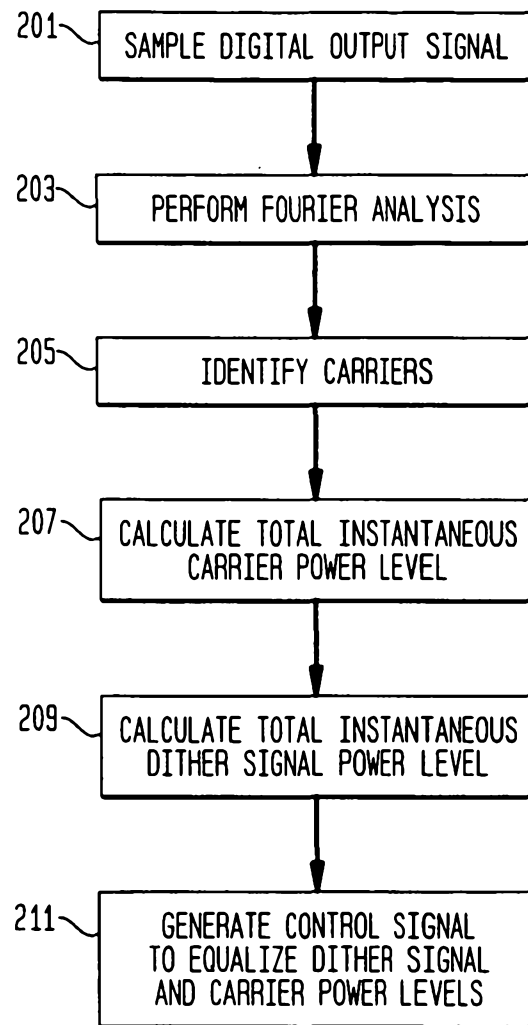 201
SAMPLE DIGITAL OUTPUT SIGNAL
203
PERFORM FOURIER ANALYSIS
205
IDENTIFY CARRIERS
207
CALCULATE TOTAL INSTANTANEOUS
CARRIER POWER LEVEL
209
CALCULATE TOTAL INSTANTANEOUS
DITHER SIGNAL POWER LEVEL
211
GENERATE CONTROL SIGNAL
TO EQUALIZE DITHER SIGNAL
AND CARRIER POWER LEVELS